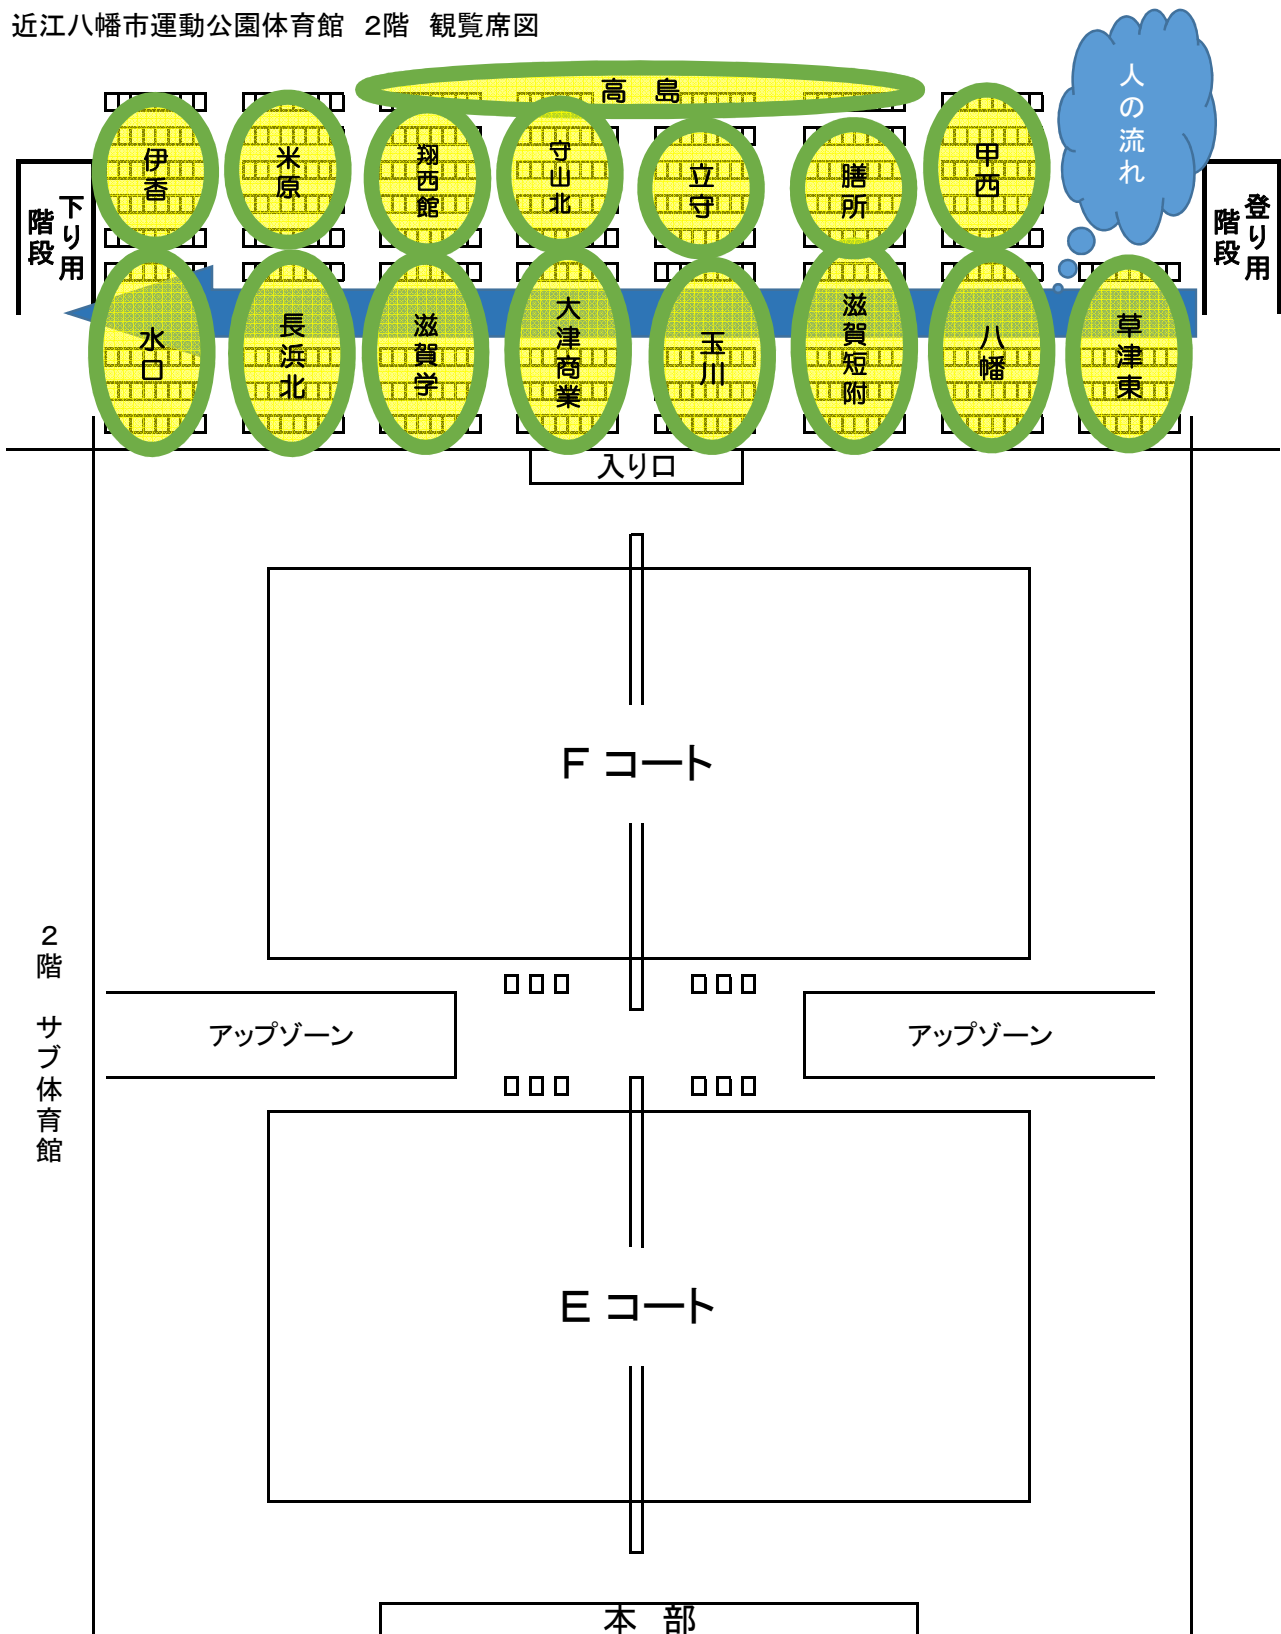 近江八幡市運動公園体育館　2階　観覧席図
人の流れ
高　島
伊香
米原
翔西館
守山北
立守
膳所
甲西
下り用
階段
登り用
階段
水口
長浜北
滋賀学
大津商業
玉川
滋賀短附
八幡
草津東
入り口
F コート
2階　サブ体育館
アップゾーン
アップゾーン
E コート
本　部